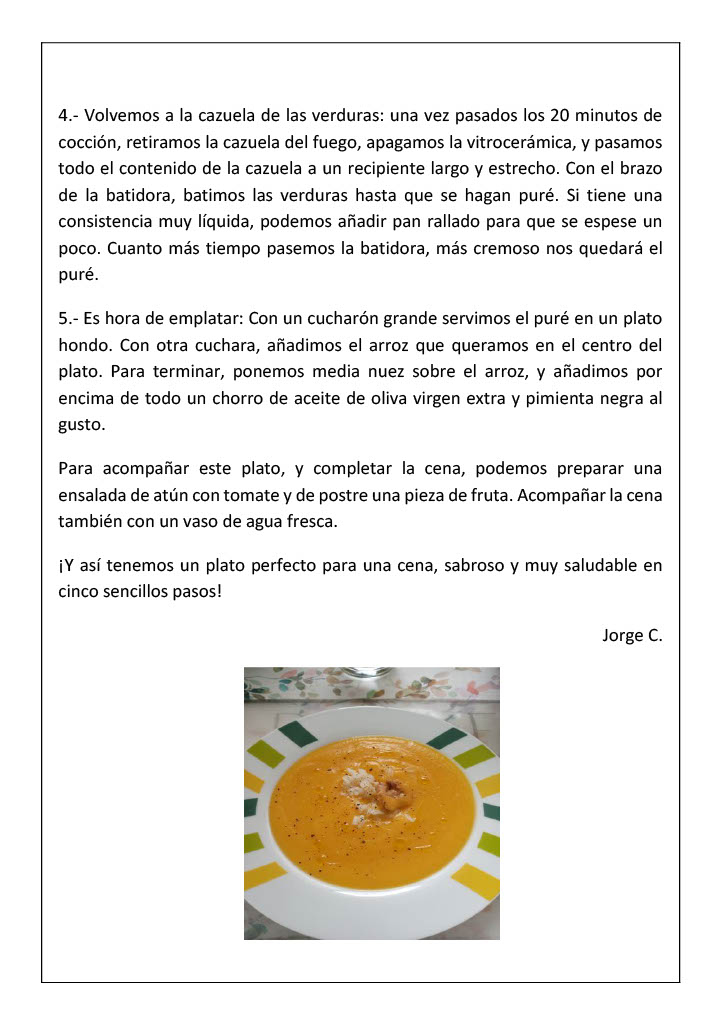 4.- Volvemos a la cazuela de las verduras: una vez pasados los 20 minutos de
cocción, retiramos la cazuela del fuego, apagamos la vitrocerámica, y pasamos
todo el contenido de la cazuela a un recipiente largo y estrecho. Con el brazo
de la batidora, batimos las verduras hasta que se hagan puré. Si tiene una
consistencia muy líquida, podemos añadir pan rallado para que se espese un
poco. Cuanto más tiempo pasemos la batidora, más cremoso nos quedará el
puré.
5.- Es hora de emplatar: Con un cucharón grande servimos el puré en un plato
hondo. Con otra cuchara, añadimos el arroz que queramos en el centro del
plato. Para terminar, ponemos media nuez sobre el arroz, y añadimos por
encima de todo un chorro de aceite de oliva virgen extra y pimienta negra al
gusto.
Para acompañar este plato, y completar la cena, podemos preparar una
ensalada de atún con tomate y de postre una pieza de fruta. Acompañar la cena
también con un vaso de agua fresca.
¡Y así tenemos un plato perfecto para una cena, sabroso y muy saludable en
cinco sencillos pasos!
Jorge C.